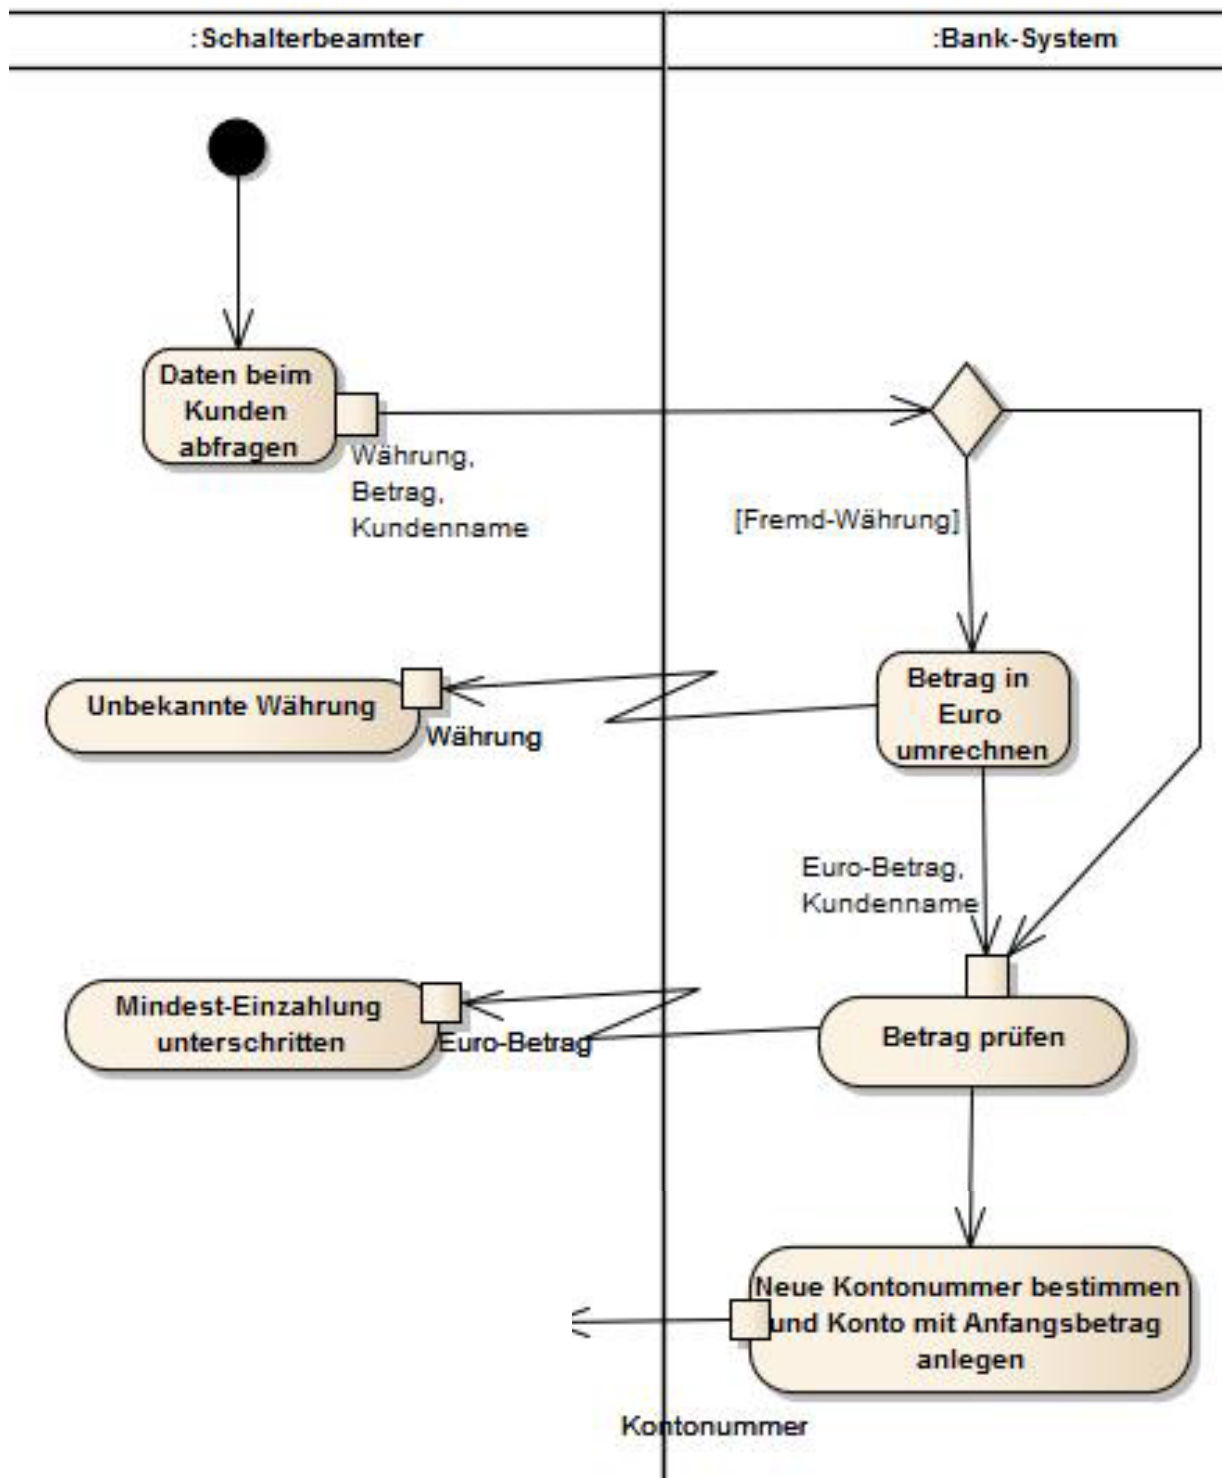 :Schalterbeamter
:Bank-System
Daten beim
Kunden
abfragen
Währung,
Betrag,
Kundenname
[Fremd-Währung]
Unbekannte Währung
Währung
Betrag in
Euro
umrechnen
Euro-Betrag,
Kundenname
Mindest-Einzahlung
unterschritten
Euro-Betrag
Betrag prüfen
Neue Kontonummer bestimmen
und Konto mit Anfangsbetrag
anlegen
Kontonummer